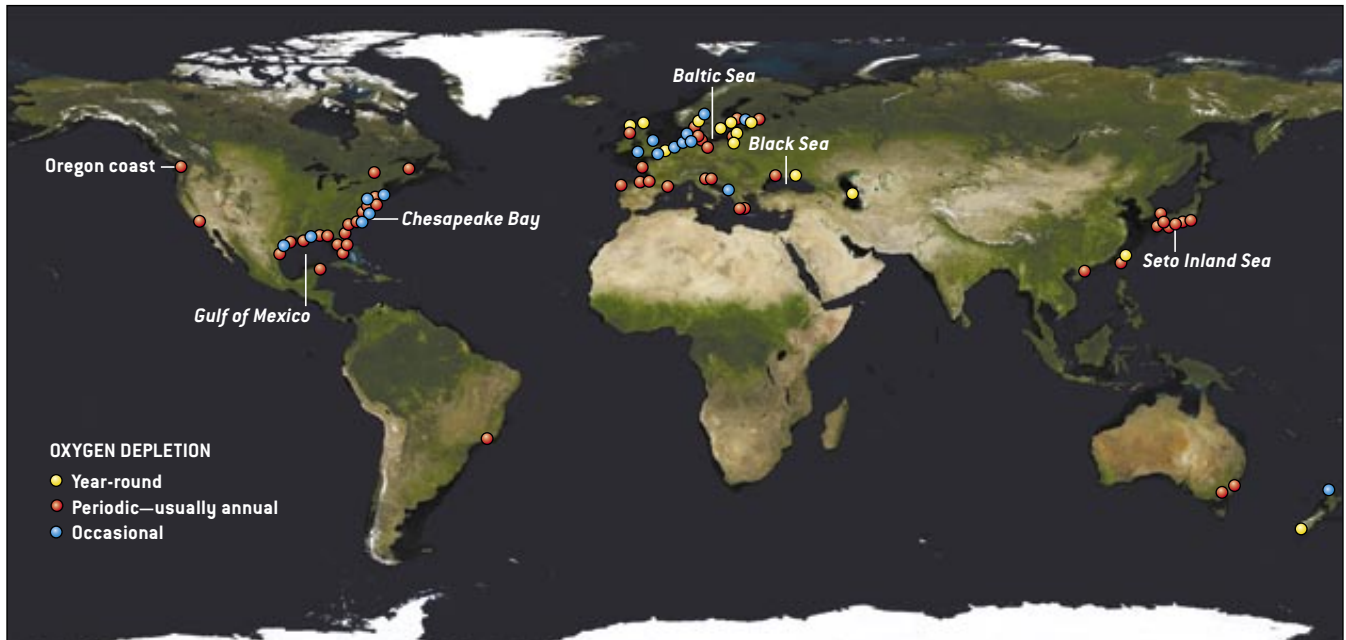 Baltic Sea
Black Sea
Oregon coast
Chesapeake Bay
Seto Inland Sea
Gulf of Mexico
OXYGEN DEPLETION
Year-round
Periodic—usually annual
Occasional